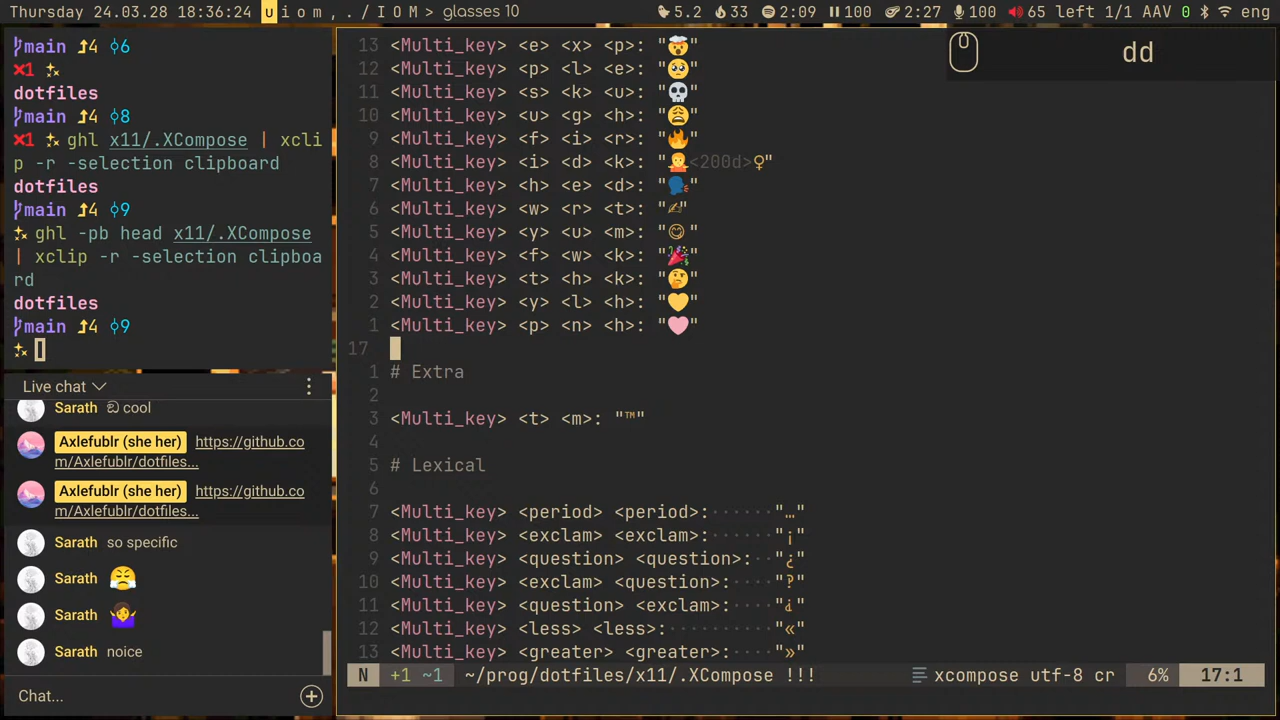 Thursday 24.03.28 18:36:24 u i o m , . / I O M > glasses 10 5.2 33 2:09 100 2:27 100 65 left 1/1 AAV 0 eng
main 4 6
×1 ✨
dotfiles
main 4 8
×1 ✨ ghl x11/.XCompose | xcli
p -r -selection clipboard
dotfiles
main 4 9
✨ ghl -pb head x11/.XCompose
| xclip -r -selection clipboa
rd
dotfiles
main 4 9
✨
Live chat
Sarath ඞ cool
Axlefublr (she her) https://github.co
m/Axlefublr/dotfiles...
Axlefublr (she her) https://github.co
m/Axlefublr/dotfiles...
Sarath so specific
Sarath 😤
Sarath 🤷‍♀️
Sarath noice
Chat...
13 <Multi_key> <e> <x> <p>: "🤯"
12 <Multi_key> <p> <l> <e>: "🥺"
11 <Multi_key> <s> <k> <u>: "💀"
10 <Multi_key> <u> <g> <h>: "😩"
9 <Multi_key> <f> <i> <r>: "🔥"
8 <Multi_key> <i> <d> <k>: "🤷<200d>♀"
7 <Multi_key> <h> <e> <d>: "🗣"
6 <Multi_key> <w> <r> <t>: "✍"
5 <Multi_key> <y> <u> <m>: "😋"
4 <Multi_key> <f> <w> <k>: "🎉"
3 <Multi_key> <t> <h> <k>: "🤔"
2 <Multi_key> <y> <l> <h>: "💛"
1 <Multi_key> <p> <n> <h>: "🩷"
17
1 # Extra
2
3 <Multi_key> <t> <m>: "™"
4
5 # Lexical
6
7 <Multi_key> <period> <period>:······"…"
8 <Multi_key> <exclam> <exclam>:······"¡"
9 <Multi_key> <question> <question>:··"¿"
10 <Multi_key> <exclam> <question>:····"‽"
11 <Multi_key> <question> <exclam>:····"⸘"
12 <Multi_key> <less> <less>:··········"«"
13 <Multi_key> <greater> <greater>:····"»"
N +1 ~1 ~/prog/dotfiles/x11/.XCompose !!! xcompose utf-8 cr 6% 17:1
dd